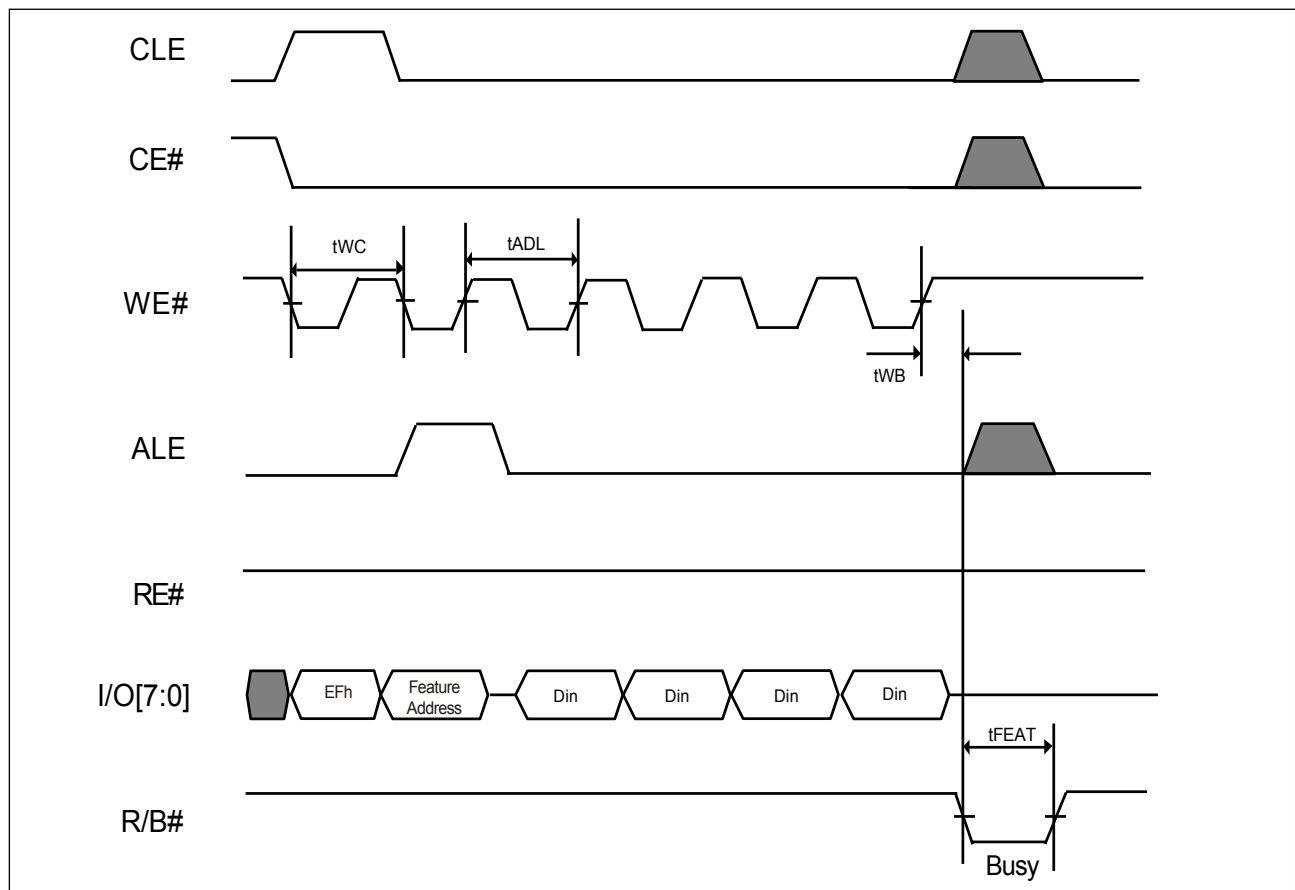 CLE
CE#
tWC
tADL
WE#
tWB
ALE
RE#
I/O[7:0]
EFh
Feature
Address
Din
Din
Din
Din
tFEAT
R/B#
Busy